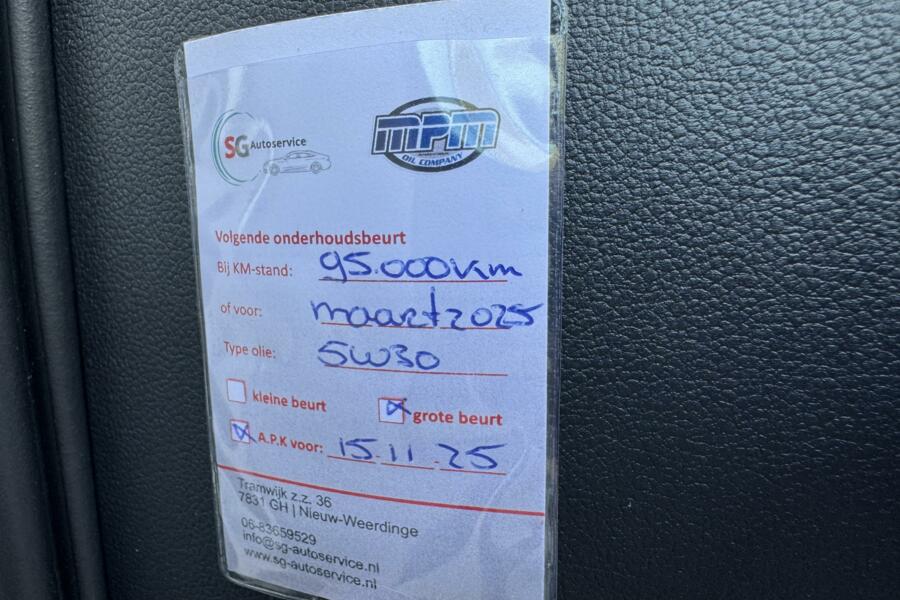 SG Autoservice
MPM
OIL COMPANY
Volgende onderhoudsbeurt
Bij KM-stand: 95.000km
of voor: maart 2025
Type olie: 5W30
kleine beurt
grote beurt
A.P.K voor: 15.11.25
Tramwijk z.z. 36
7831 GH | Nieuw-Weerdinge
06-83659529
info@sg-autoservice.nl
www.sg-autoservice.nl